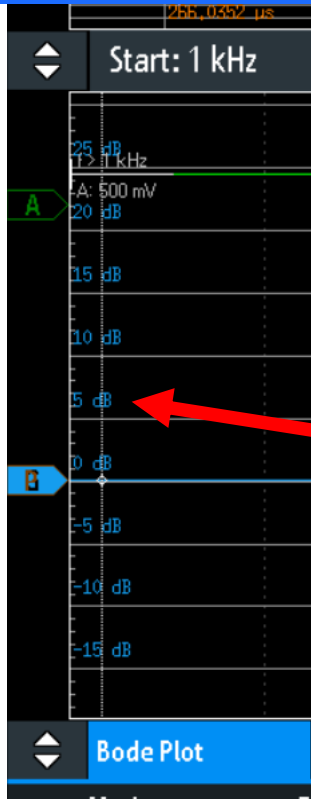 266,0352 µs
Start: 1 kHz
25 dB
f> 1 kHz
A: 500 mV
A
20 dB
15 dB
10 dB
5 dB
0 dB
-5 dB
-10 dB
-15 dB
Bode Plot